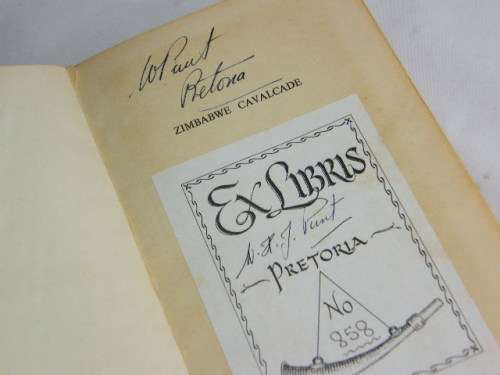 W Punt
Pretoria
ZIMBABWE CAVALCADE
EX LIBRIS
W. H. J. Punt
PRETORIA
No
858